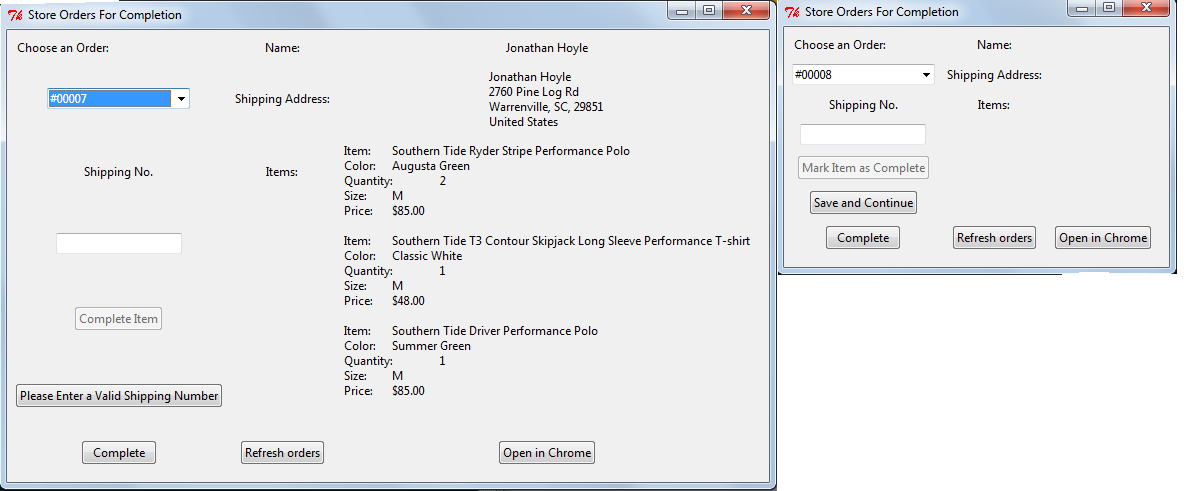 Store Orders For Completion
Choose an Order: Name: Jonathan Hoyle
#00007 Shipping Address: Jonathan Hoyle
2760 Pine Log Rd
Warrenville, SC, 29851
United States
Shipping No. Items:
Item: Southern Tide Ryder Stripe Performance Polo
Color: Augusta Green
Quantity: 2
Size: M
Price: $85.00
Item: Southern Tide T3 Contour Skipjack Long Sleeve Performance T-shirt
Color: Classic White
Quantity: 1
Size: M
Price: $48.00
Item: Southern Tide Driver Performance Polo
Color: Summer Green
Quantity: 1
Size: M
Price: $85.00
Complete Item
Please Enter a Valid Shipping Number
Complete Refresh orders Open in Chrome
Store Orders For Completion
Choose an Order: Name:
#00008 Shipping Address:
Shipping No. Items:
Mark Item as Complete
Save and Continue
Complete Refresh orders Open in Chrome